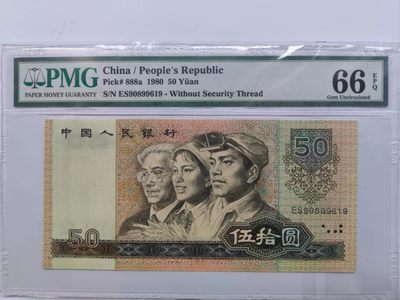 PMG
PAPER MONEY GUARANTY
China / People's Republic
Pick# 888a 1980 50 Yüan
S/N ES90899619 - Without Security Thread
66 EPQ
Gem Uncirculated
中国人民银行
50
ES90899619
50
伍拾圆